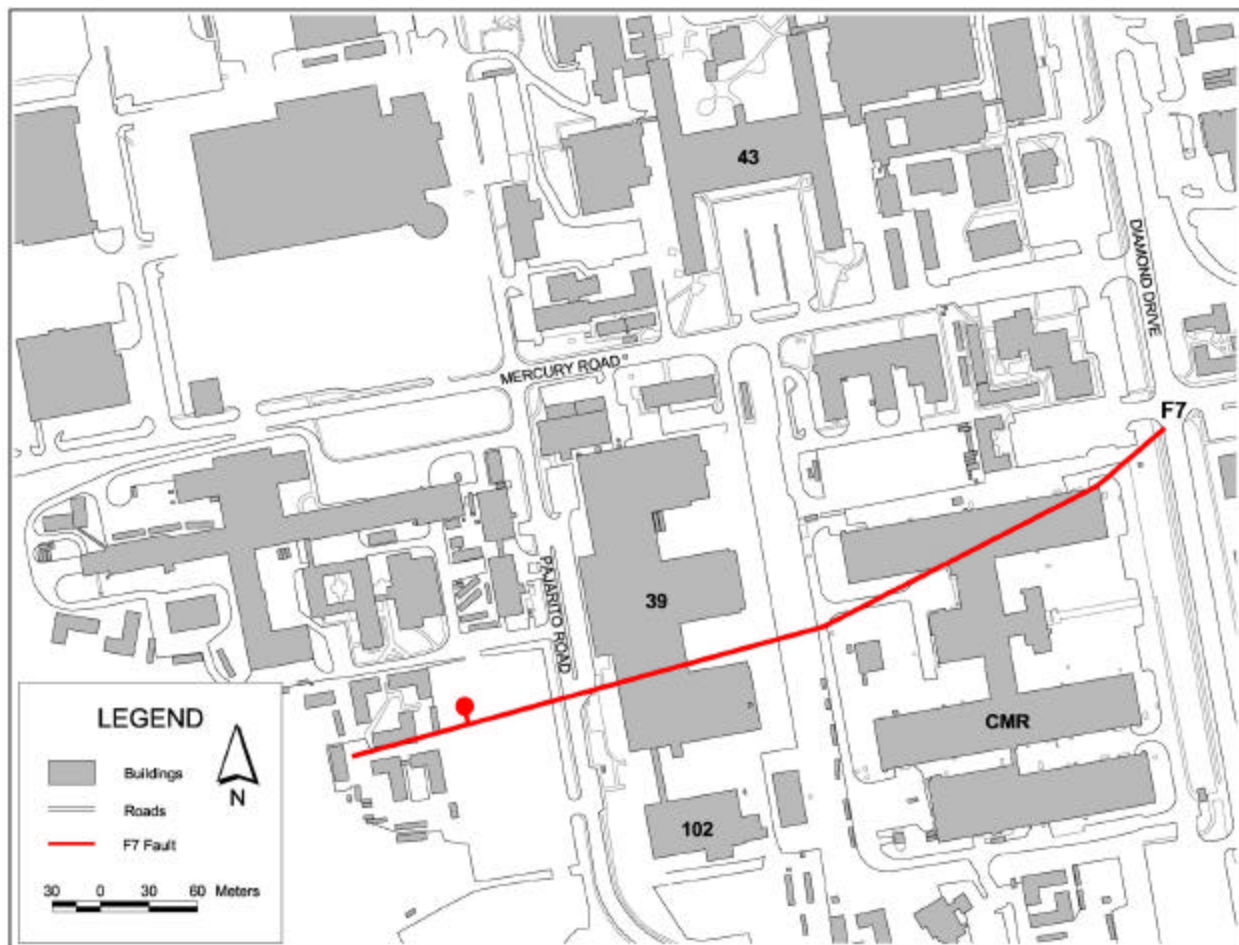 43
DIAMOND DRIVE
MERCURY ROAD
F7
PAJARITO ROAD
39
LEGEND
N
Buildings
Roads
F7 Fault
30 0 30 60 Meters
CMR
102